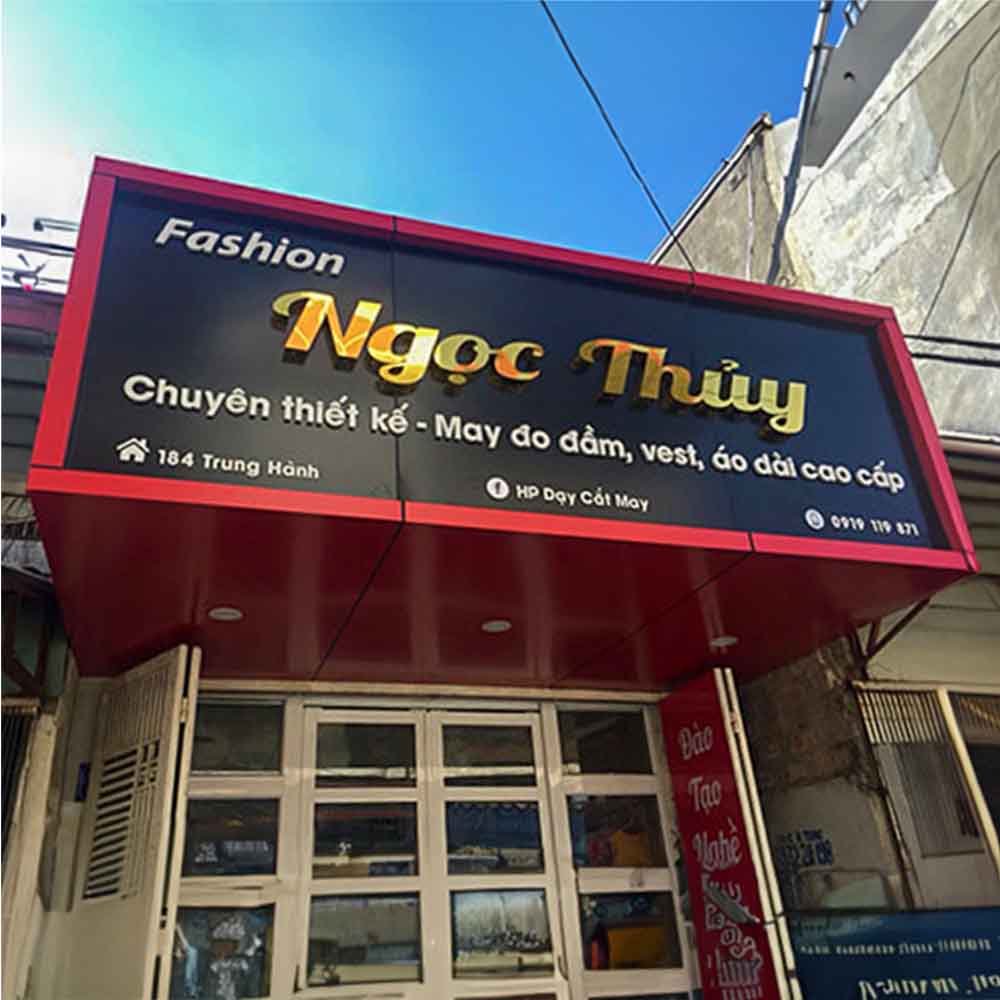 Fashion
Ngọc Thủy
Chuyên thiết kế - May đo đầm, vest, áo dài cao cấp
184 Trung Hành
HP Dạy Cắt May
0919 119 871
Đào
Tạo
Nghề